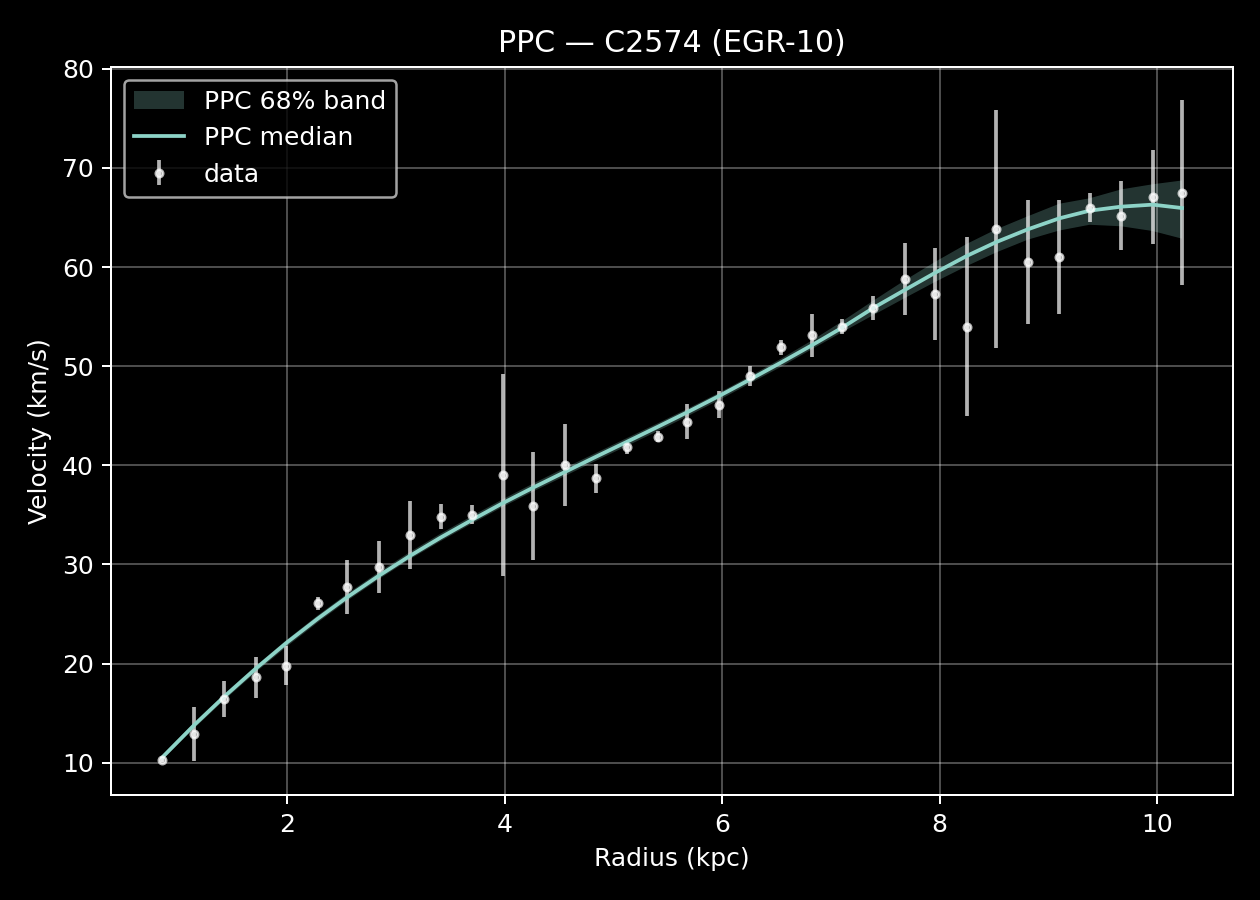 PPC — C2574 (EGR-10)
PPC 68% band
PPC median
data
80
70
60
50
40
30
20
10
Velocity (km/s)
2
4
6
8
10
Radius (kpc)